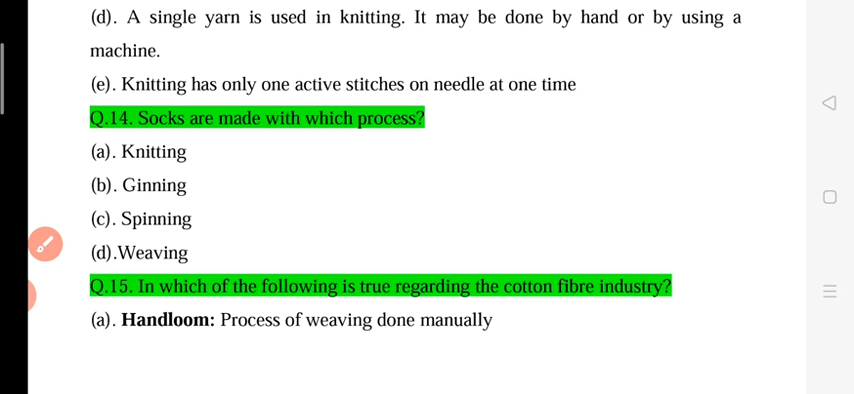 (d). A single yarn is used in knitting. It may be done by hand or by using a
machine.
(e). Knitting has only one active stitches on needle at one time
Q.14. Socks are made with which process?
(a). Knitting
(b). Ginning
(c). Spinning
(d).Weaving
Q.15. In which of the following is true regarding the cotton fibre industry?
(a). Handloom: Process of weaving done manually